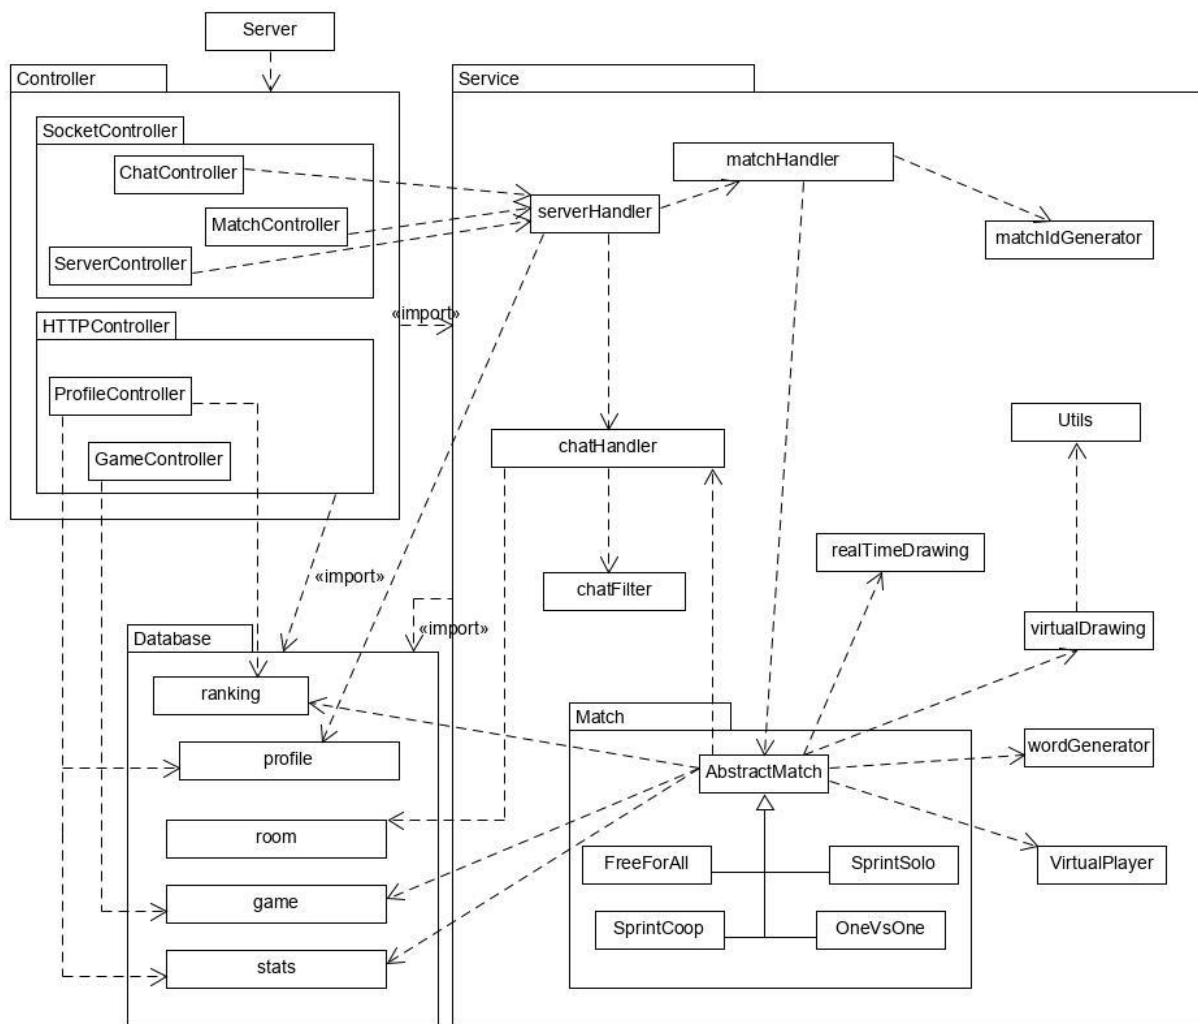 Server
Controller
Service
SocketController
ChatController
MatchController
ServerController
matchHandler
serverHandler
matchIdGenerator
«import»
HTTPController
ProfileController
GameController
chatHandler
Utils
realTimeDrawing
chatFilter
virtualDrawing
«import»
«import»
Database
ranking
profile
room
game
stats
Match
AbstractMatch
wordGenerator
FreeForAll
SprintSolo
VirtualPlayer
SprintCoop
OneVsOne